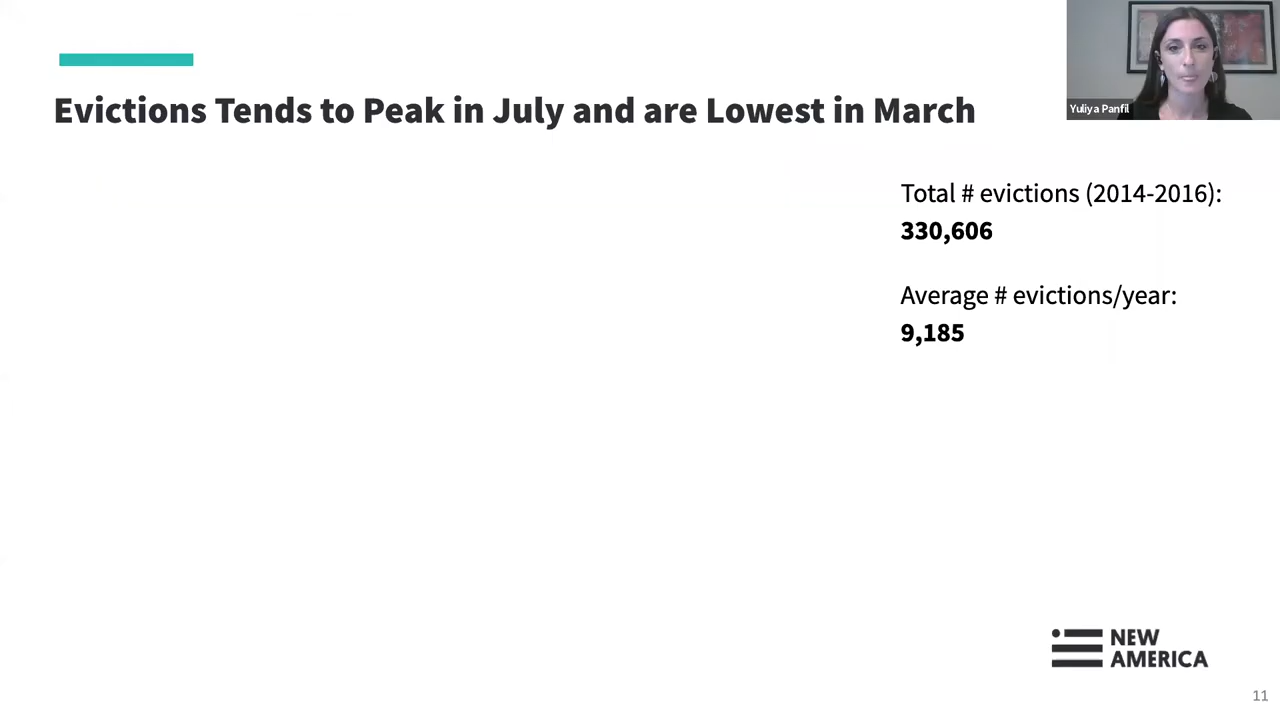 Evictions Tends to Peak in July and are Lowest in March
Yuliya Panfil
Total # evictions (2014-2016):
330,606
Average # evictions/year:
9,185
NEW
AMERICA
11